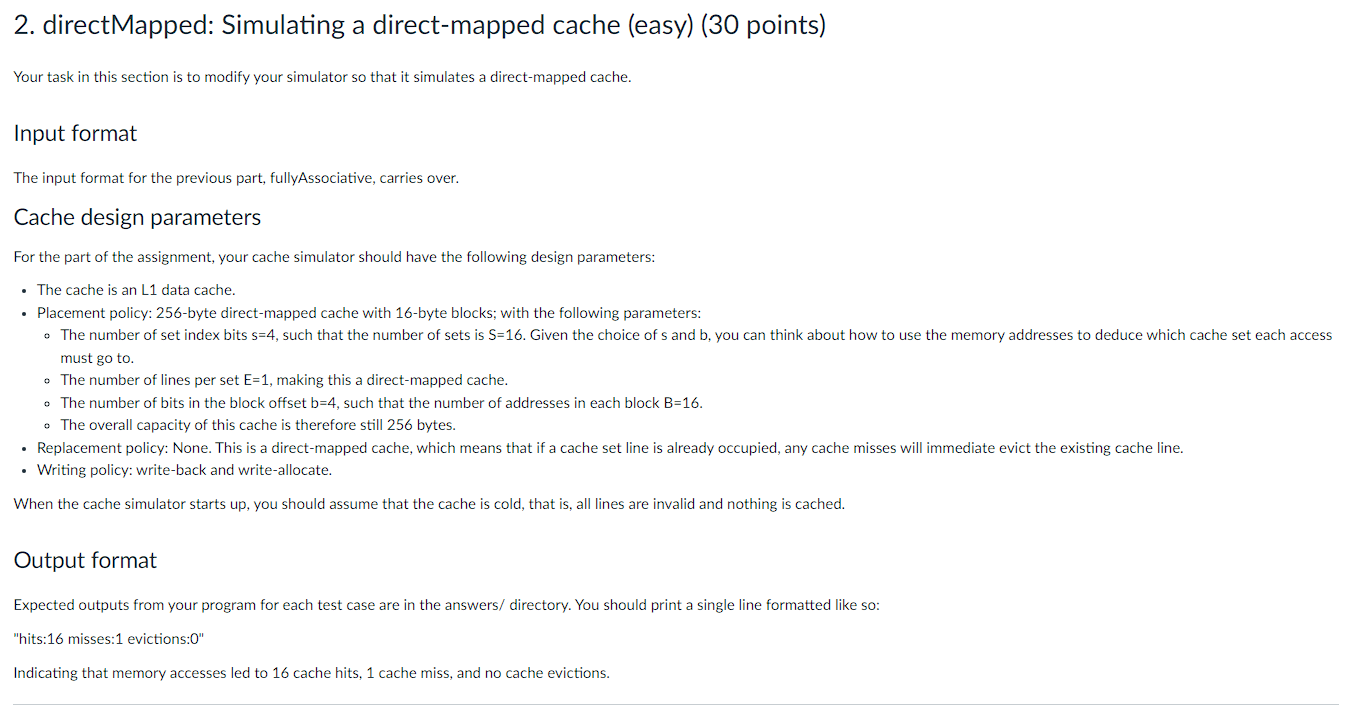 2. directMapped: Simulating a direct-mapped cache (easy) (30 points)
Your task in this section is to modify your simulator so that it simulates a direct-mapped cache.
Input format
The input format for the previous part, fullyAssociative, carries over.
Cache design parameters
For the part of the assignment, your cache simulator should have the following design parameters:
• The cache is an L1 data cache.
• Placement policy: 256-byte direct-mapped cache with 16-byte blocks; with the following parameters:
◦ The number of set index bits s=4, such that the number of sets is S=16. Given the choice of s and b, you can think about how to use the memory addresses to deduce which cache set each access
must go to.
◦ The number of lines per set E=1, making this a direct-mapped cache.
◦ The number of bits in the block offset b=4, such that the number of addresses in each block B=16.
◦ The overall capacity of this cache is therefore still 256 bytes.
• Replacement policy: None. This is a direct-mapped cache, which means that if a cache set line is already occupied, any cache misses will immediate evict the existing cache line.
• Writing policy: write-back and write-allocate.
When the cache simulator starts up, you should assume that the cache is cold, that is, all lines are invalid and nothing is cached.
Output format
Expected outputs from your program for each test case are in the answers/ directory. You should print a single line formatted like so:
"hits:16 misses:1 evictions:0"
Indicating that memory accesses led to 16 cache hits, 1 cache miss, and no cache evictions.